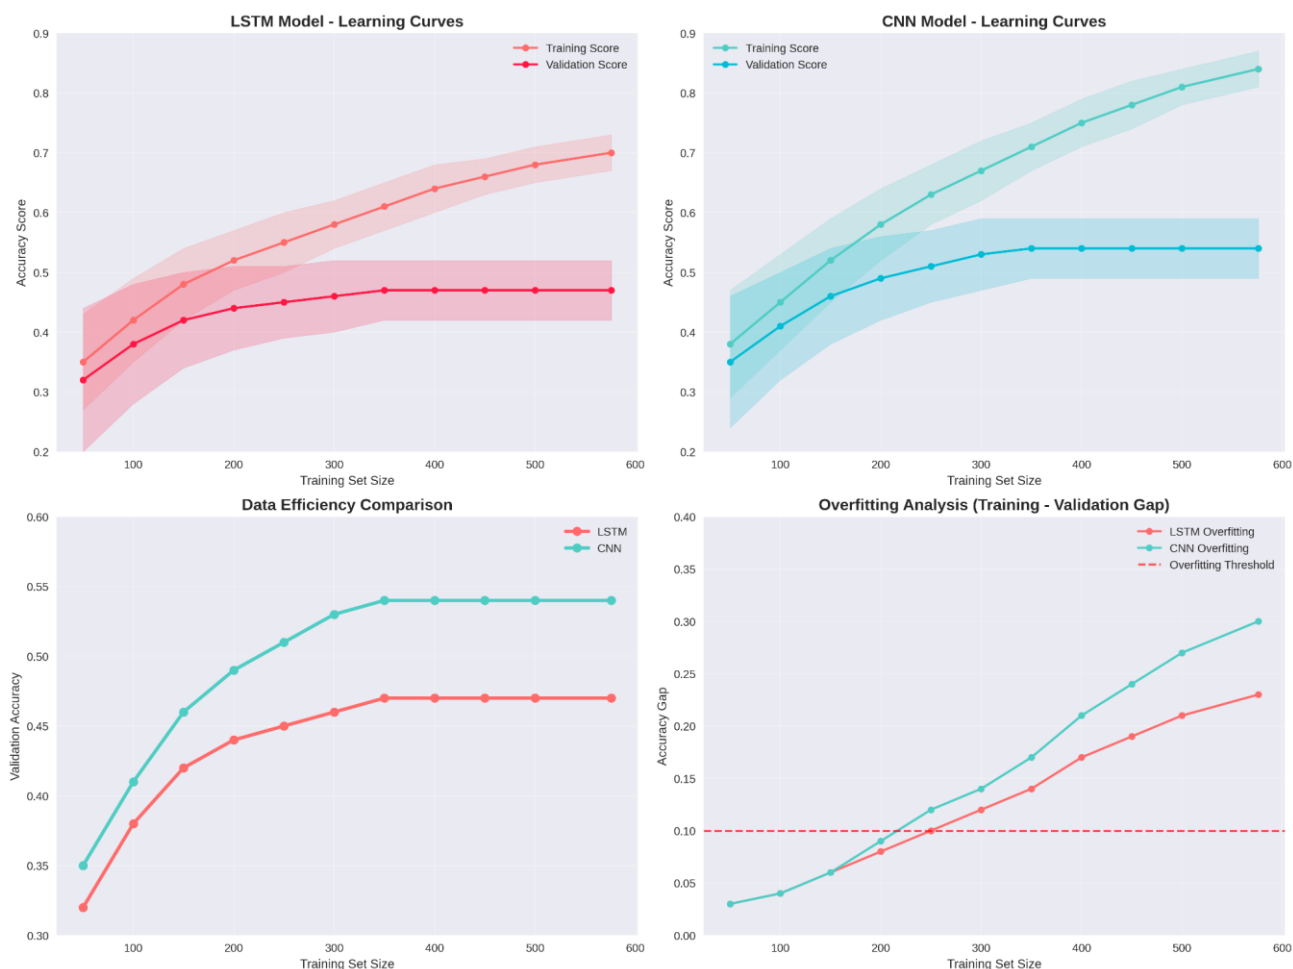 LSTM Model - Learning Curves
Accuracy Score
0.9
0.8
0.7
0.6
0.5
0.4
0.3
0.2
Training Score
Validation Score
100
200
300
400
500
600
Training Set Size
CNN Model - Learning Curves
Accuracy Score
0.9
0.8
0.7
0.6
0.5
0.4
0.3
0.2
Training Score
Validation Score
100
200
300
400
500
600
Training Set Size
Data Efficiency Comparison
Validation Accuracy
0.60
0.55
0.50
0.45
0.40
0.35
0.30
LSTM
CNN
100
200
300
400
500
600
Training Set Size
Overfitting Analysis (Training - Validation Gap)
Accuracy Gap
0.40
0.35
0.30
0.25
0.20
0.15
0.10
0.05
0.00
LSTM Overfitting
CNN Overfitting
Overfitting Threshold
100
200
300
400
500
600
Training Set Size